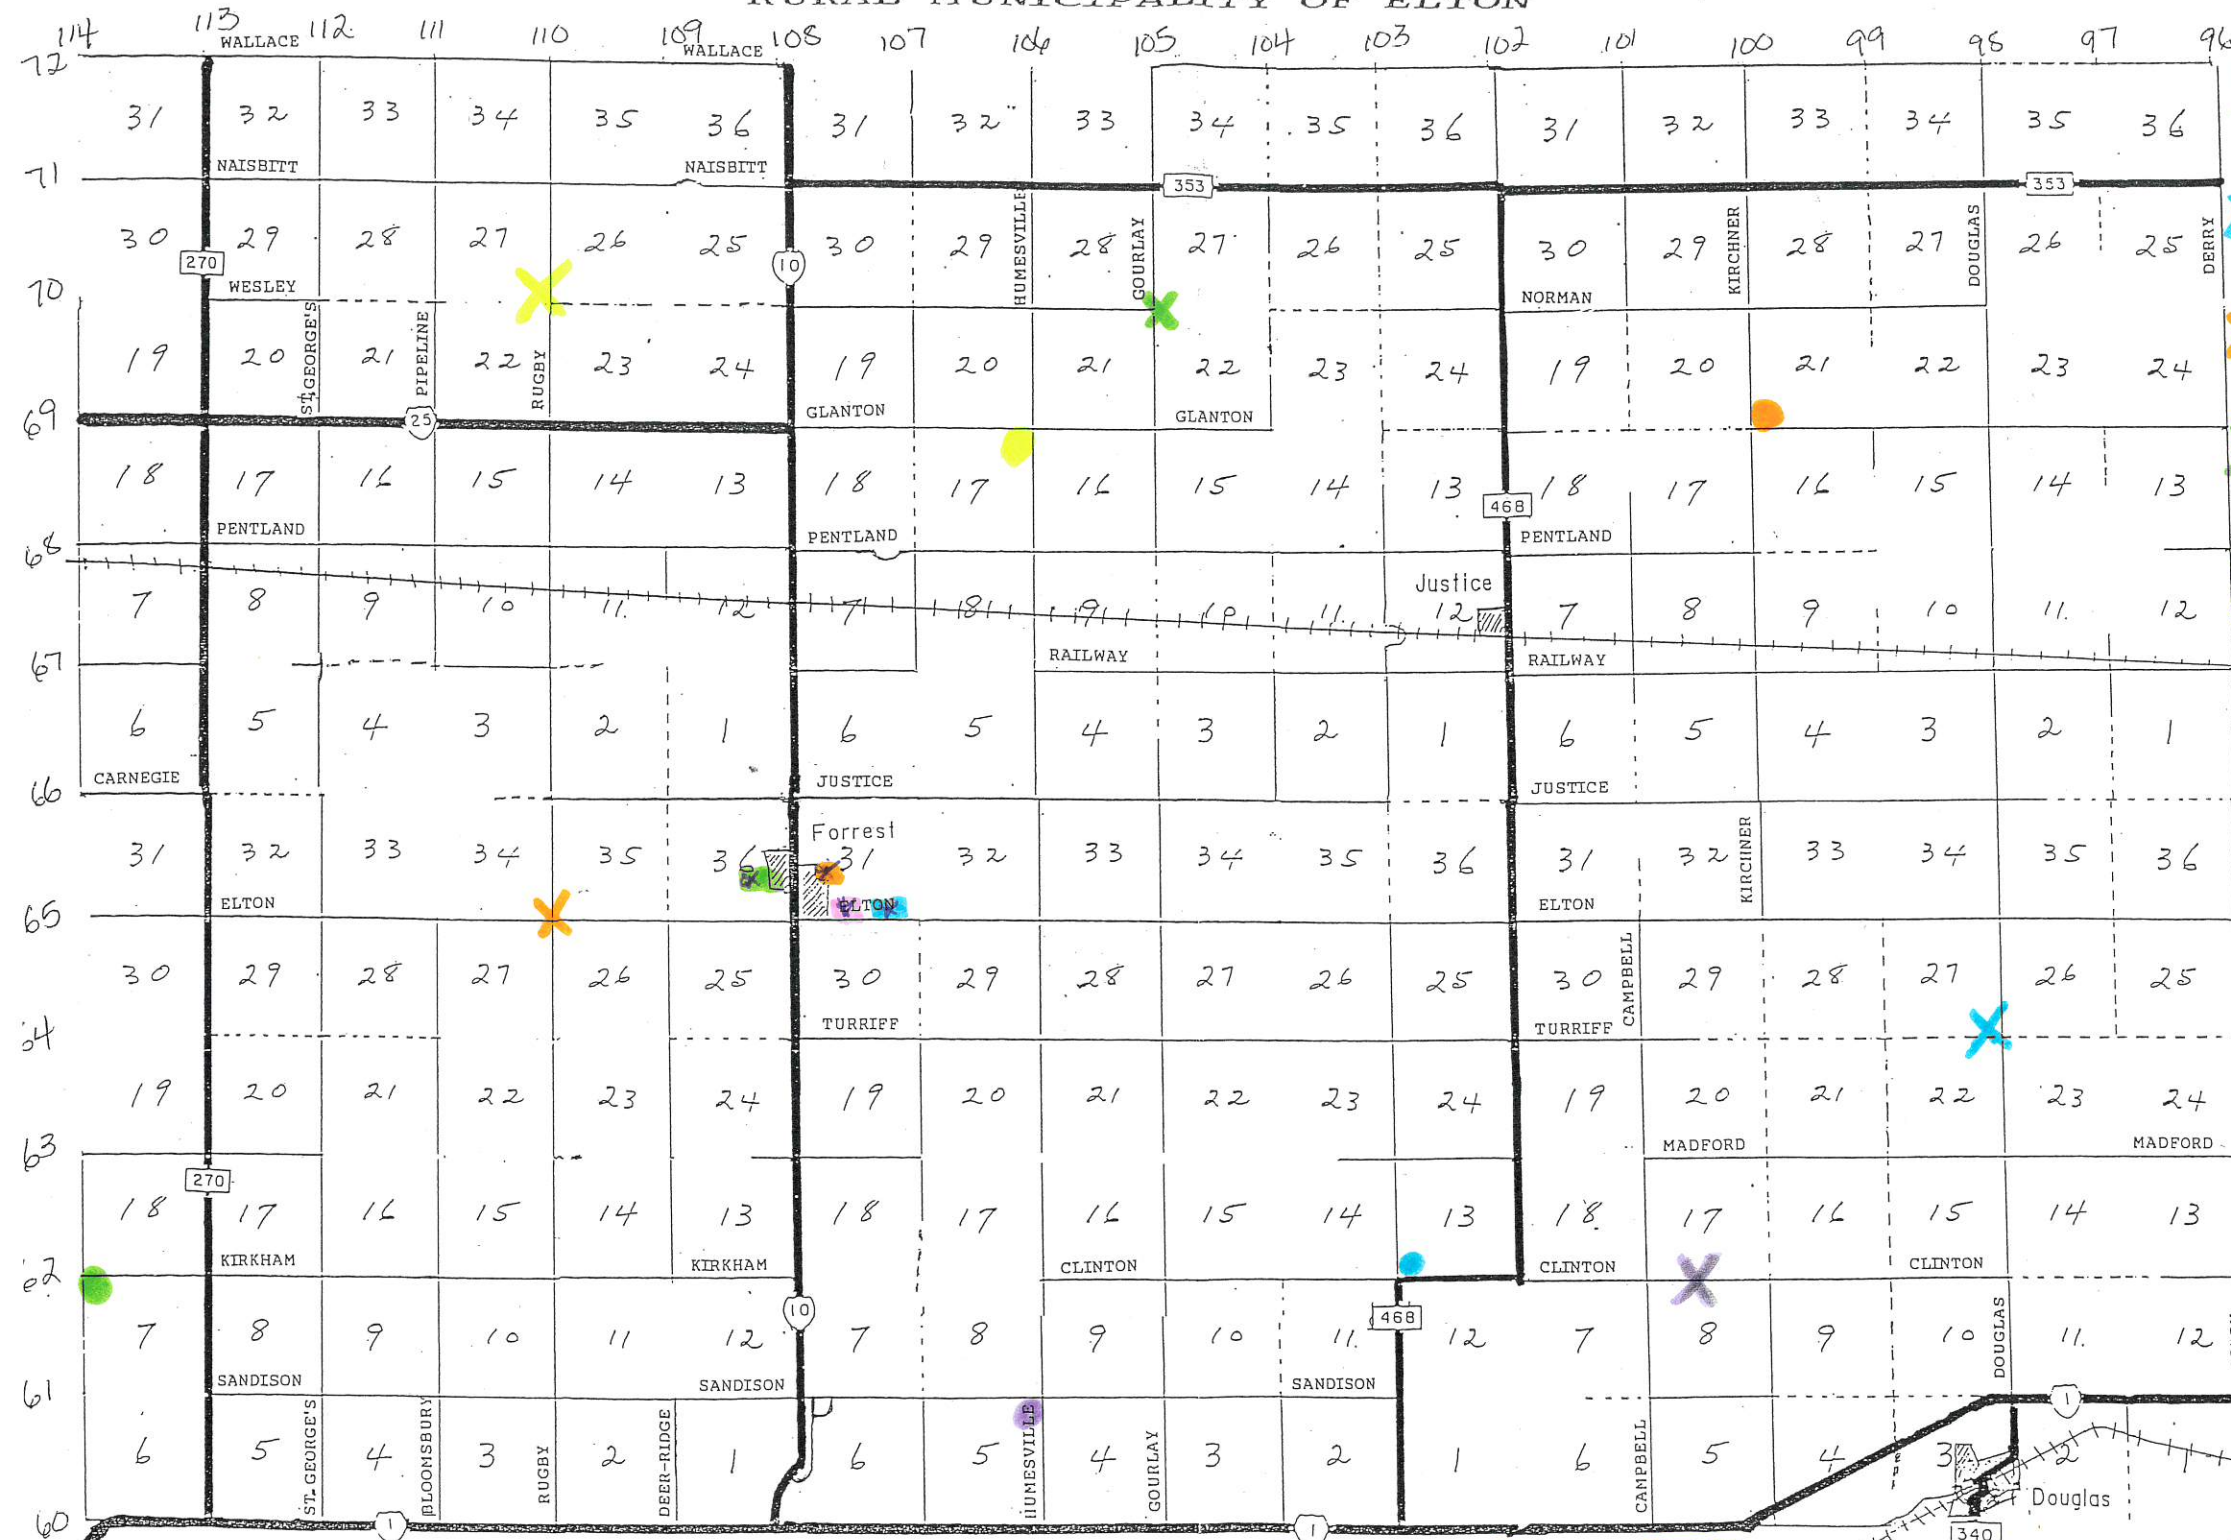 RURAL MUNICIPALITY OF ELTON
114 113 112 111 110 109 108 107 106 105 104 103 102 101 100 99 98 97 96
WALLACE WALLACE
72
31 32 33 34 35 36 31 32 33 34 35 36 31 32 33 34 35 36
NAISBITT NAISBITT
71
353 353
30 29 28 27 26 25 30 29 28 27 26 25 30 29 28 27 26 25
HUMESVILLE GOURLAY KIRCHNER DOUGLAS DERRY
270 10
WESLEY NORMAN
70
19 20 21 22 23 24 19 20 21 22 23 24 19 20 21 22 23 24
ST.GEORGE'S PIPELINE RUGBY
GLANTON GLANTON
69
25
18 17 16 15 14 13 18 17 16 15 14 13 18 17 16 15 14 13
468
PENTLAND PENTLAND PENTLAND
68
Justice
7 8 9 10 11. 12 7 8 9 10 11. 12 7 8 9 10 11. 12
RAILWAY RAILWAY
67
6 5 4 3 2 1 6 5 4 3 2 1 6 5 4 3 2 1
CARNEGIE JUSTICE JUSTICE
66
Forrest
31 32 33 34 35 36 31 32 33 34 35 36 31 32 33 34 35 36
KIRCHNER
ELTON ELTON ELTON
65
30 29 28 27 26 25 30 29 28 27 26 25 30 29 28 27 26 25
CAMPBELL
TURRIFF TURRIFF
64
19 20 21 22 23 24 19 20 21 22 23 24 19 20 21 22 23 24
MADFORD MADFORD
63
270
18 17 16 15 14 13 18 17 16 15 14 13 18. 17 16 15 14 13
KIRKHAM KIRKHAM CLINTON CLINTON CLINTON
62
10 468
7 8 9 10 11 12 7 8 9 10 11. 12 7 8 9 10 11. 12
DOUGLAS
SANDISON SANDISON SANDISON
61
1
ST.GEORGE'S BLOOMSBURY RUGBY DEER-RIDGE HUMESVILLE GOURLAY CAMPBELL
6 5 4 3 2 1 6 5 4 3 2 1 6 5 4 3 2
Douglas
60
1 1 340